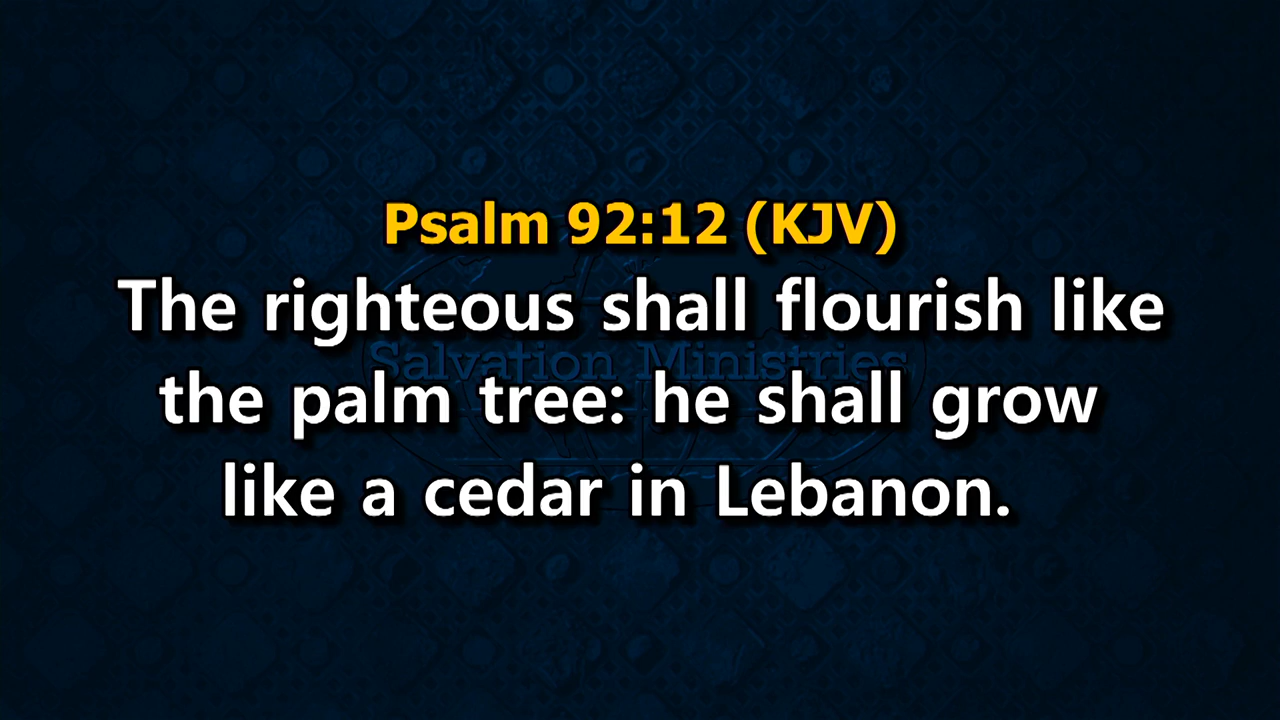 Psalm 92:12 (KJV)
The righteous shall flourish like
Salvation Ministries
the palm tree: he shall grow
like a cedar in Lebanon.